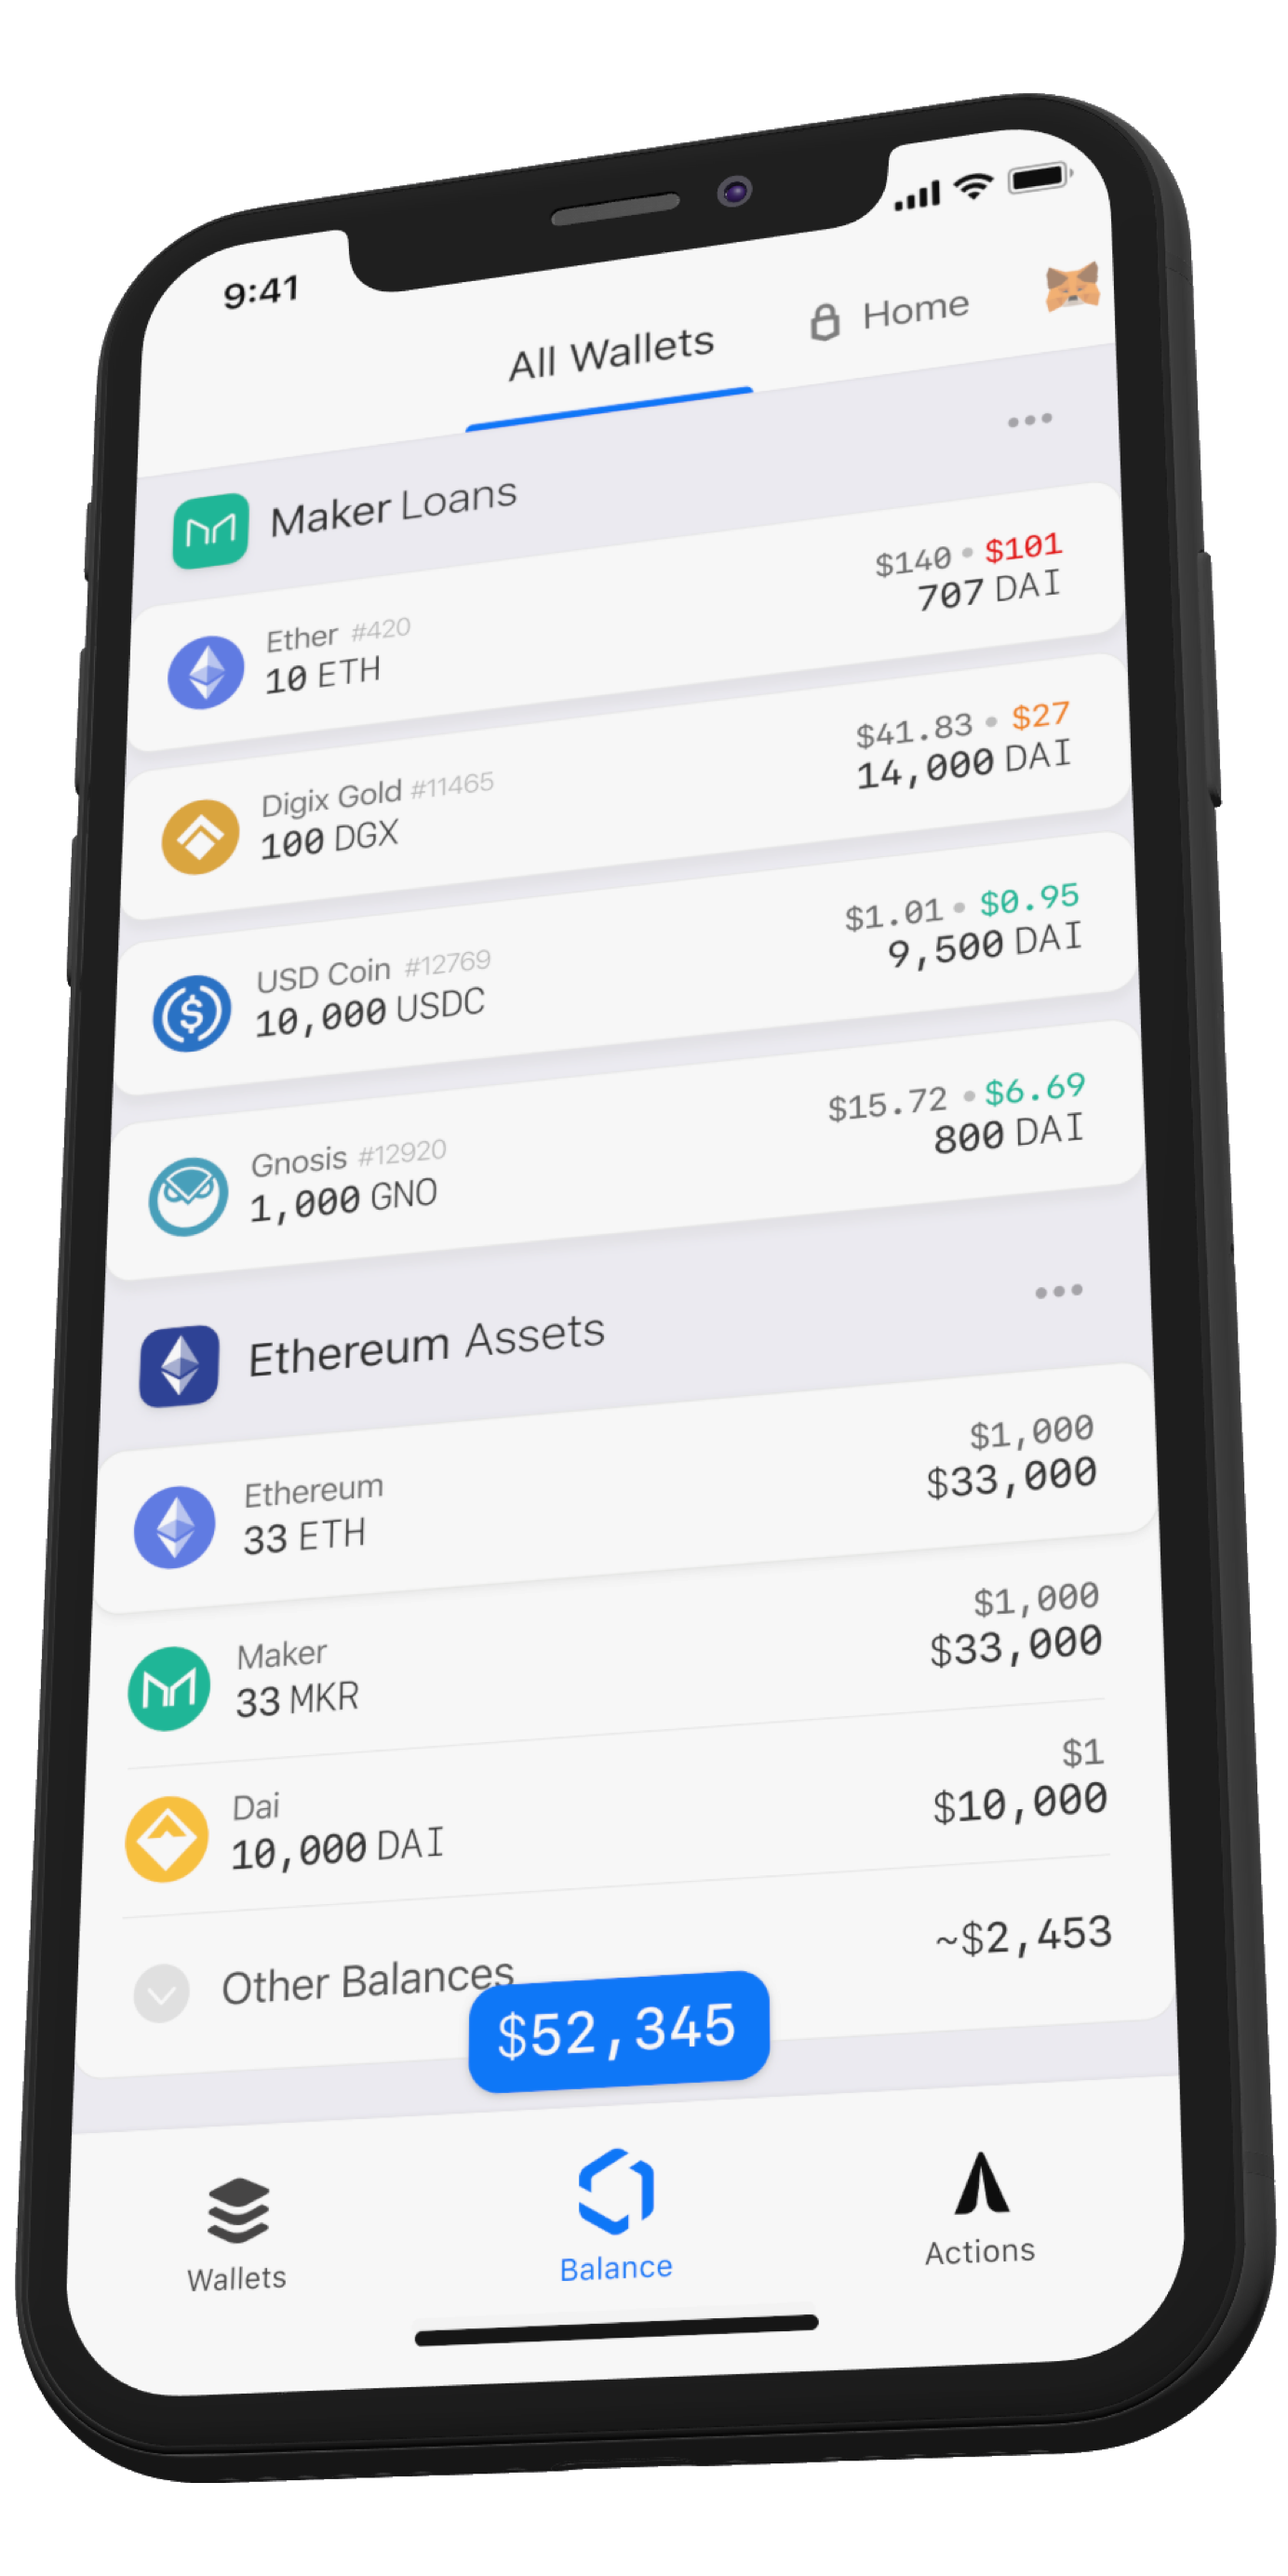 9:41
All Wallets
Home
Maker Loans
Ether #420
$140 • $101
10 ETH
707 DAI
Digix Gold #11465
$41.83 • $27
100 DGX
14,000 DAI
USD Coin #12769
$1.01 • $0.95
10,000 USDC
9,500 DAI
Gnosis #12920
$15.72 • $6.69
1,000 GNO
800 DAI
Ethereum Assets
Ethereum
$1,000
33 ETH
$33,000
Maker
$1,000
33 MKR
$33,000
Dai
$1
10,000 DAI
$10,000
Other Balances
~$2,453
$52,345
Wallets
Balance
Actions